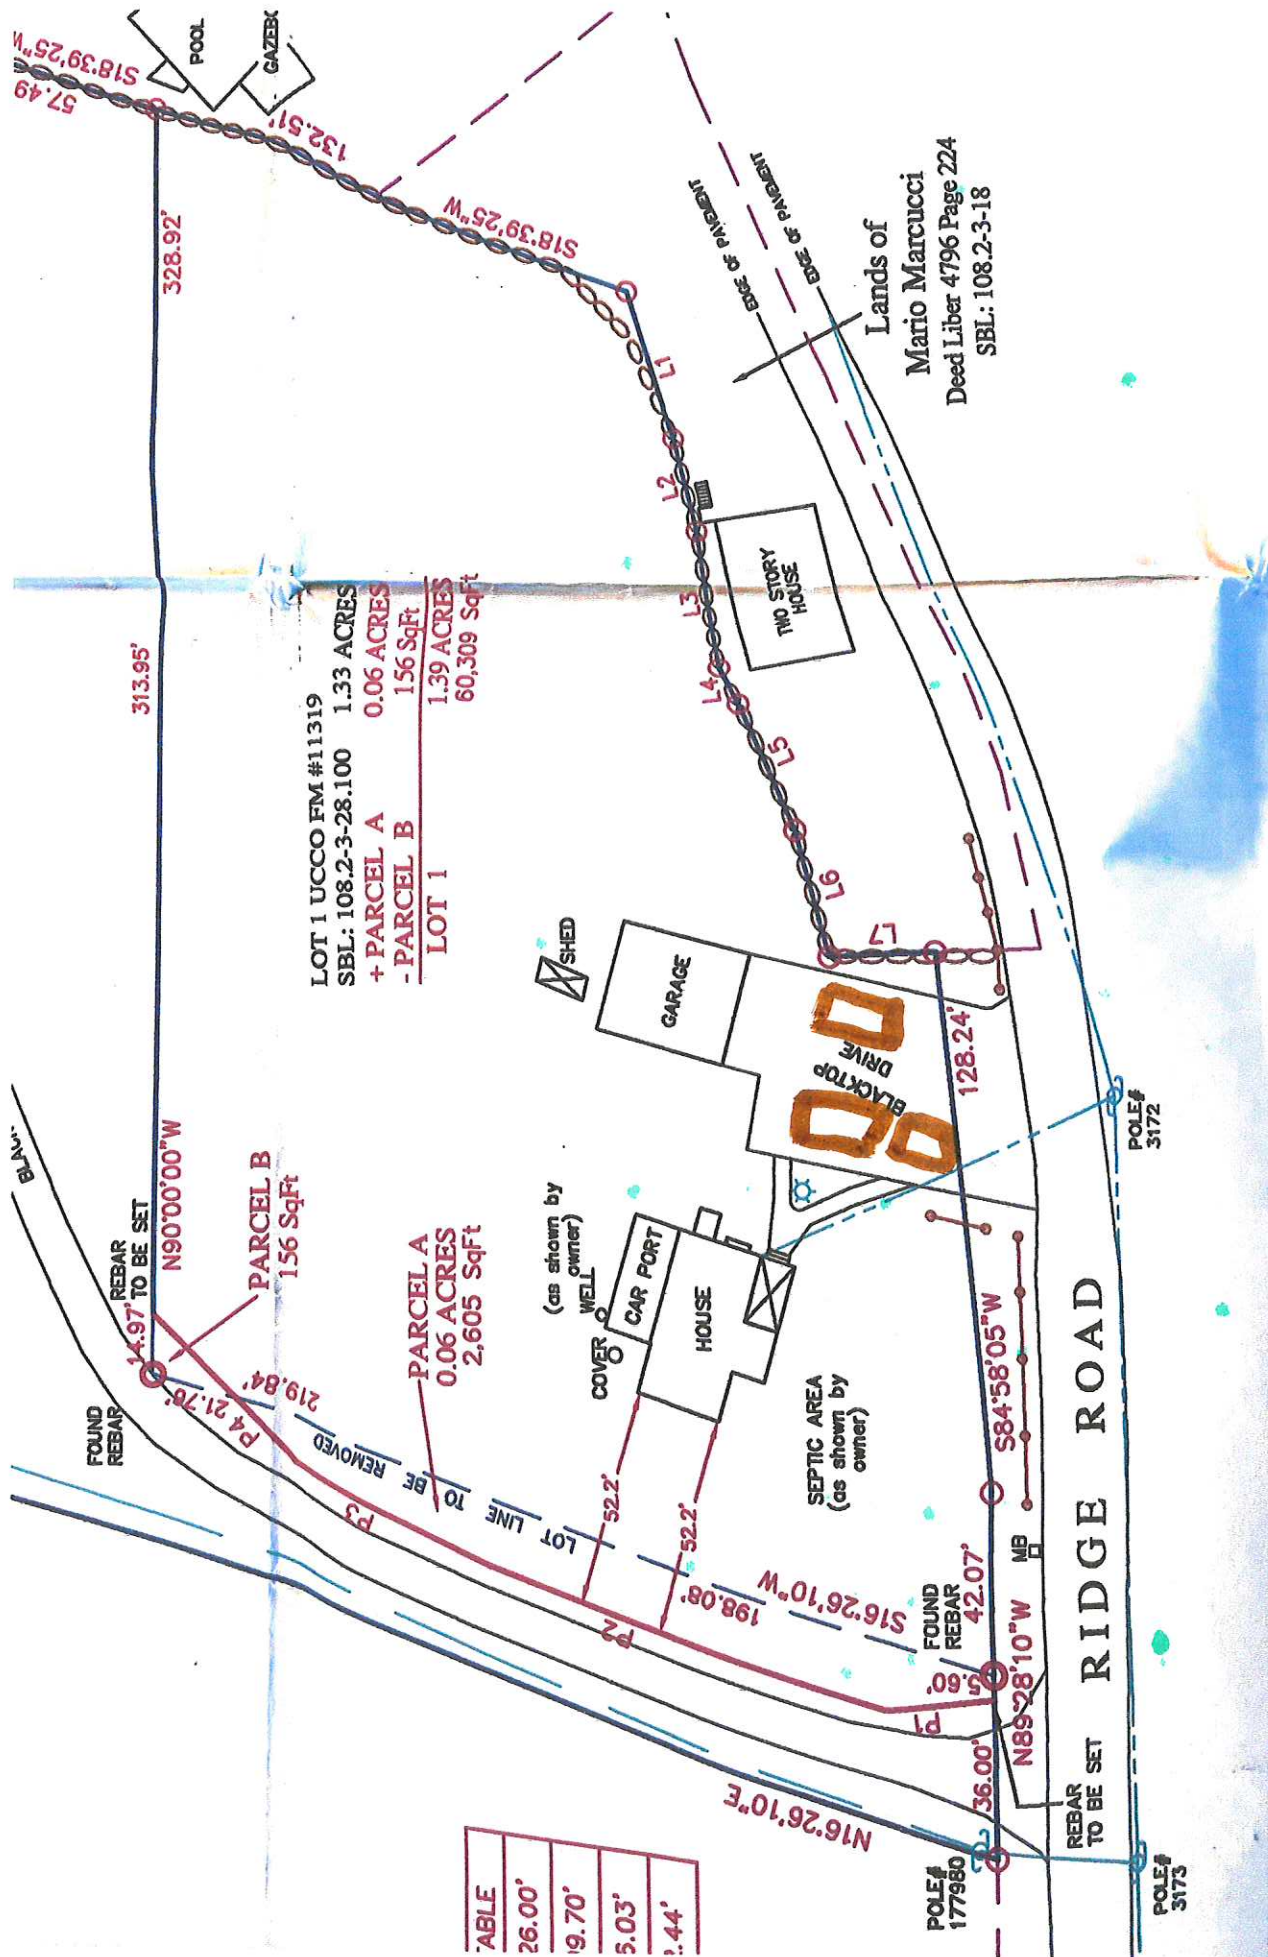 57.49
S18°39'25"W
POOL
132.51'
328.92'
S18°39'25"W
EDGE OF PAVEMENT
EDGE OF PAVEMENT
Lands of
Mario Marcucci
Deed Liber 4796 Page 224
SBL: 108.2-3-18
L1
L2
L3
L4
L5
L6
L7
TWO STORY
HOUSE
313.95'
LOT 1 UCCO FM #11319
SBL: 108.2-3-28.100 1.33 ACRES
+ PARCEL A 0.06 ACRES
- PARCEL B 156 SqFt
LOT 1 1.39 ACRES
60,309 SqFt
SHED
GARAGE
BLACKTOP
DRIVE
128.24'
POLE#
3172
REBAR
TO BE SET
N90°00'00"W
14.97'
PARCEL B
156 SqFt
FOUND
REBAR
P4 21.78'
219.84'
PARCEL A
0.06 ACRES
2,605 SqFt
(as shown by
owner)
WELL
COVER
CAR PORT
HOUSE
P3
LOT LINE TO BE REMOVED
52.2'
52.2'
SEPTIC AREA
(as shown by
owner)
S84°58'05"W
P2
198.08'
S16°26'10"W
FOUND
REBAR
42.07'
MB
RIDGE ROAD
P1
5.60'
N89°28'10"W
36.00'
REBAR
TO BE SET
N16°26'10"E
POLE#
177980
POLE#
3173
TABLE
26.00'
9.70'
5.03'
.44'